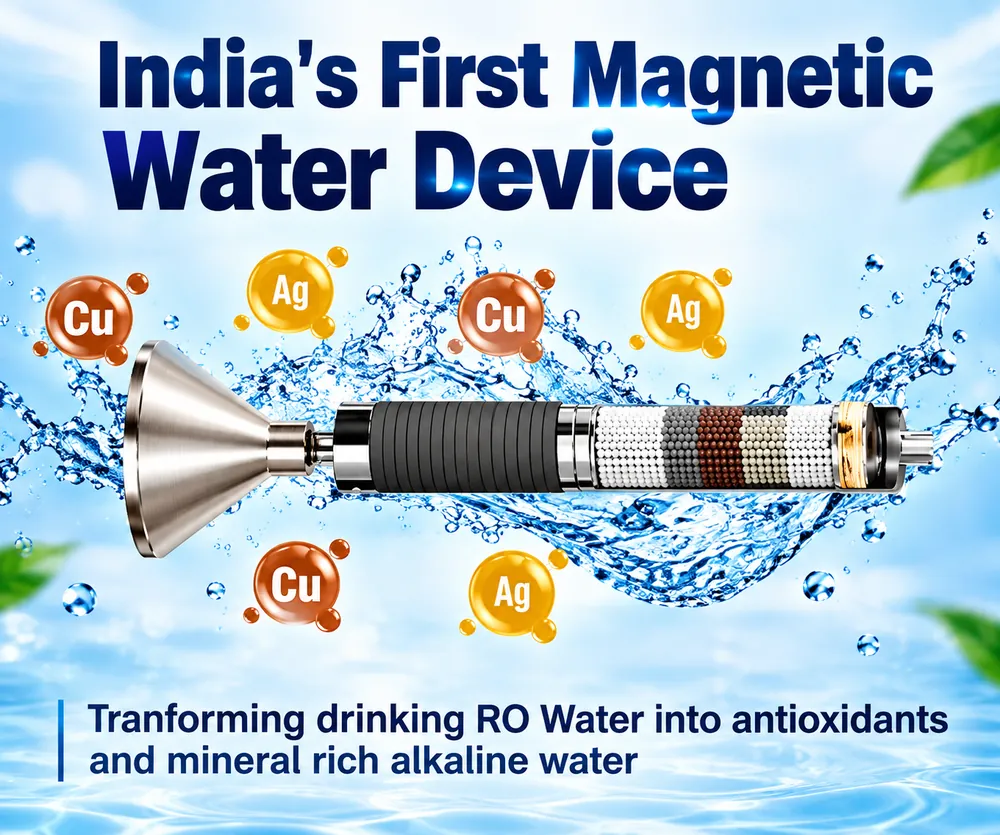 India's First Magnetic
Water Device
Cu
Ag
Cu
Ag
Cu
Ag
Tranforming drinking RO Water into antioxidants
and mineral rich alkaline water